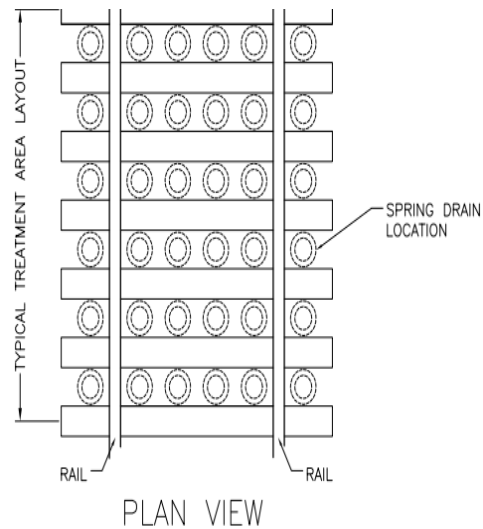 TYPICAL TREATMENT AREA LAYOUT
SPRING DRAIN
LOCATION
RAIL
RAIL
PLAN VIEW